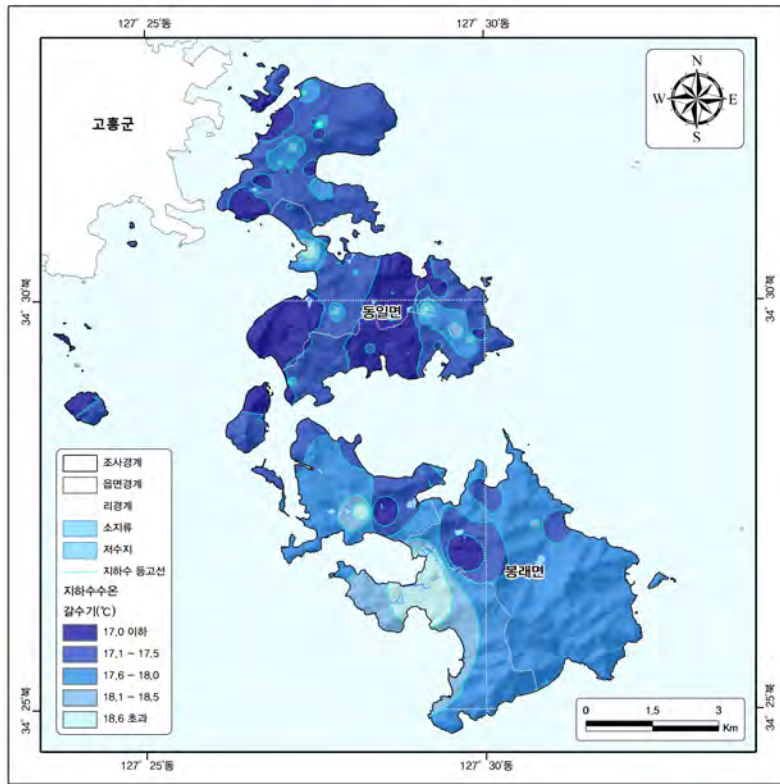 127° 25'동
127° 30'동
고흥군
N
W
E
S
34° 30'북
34° 30'북
동일면
조사경계
읍면경계
리경계
소지류
저수지
지하수 등고선
지하수수온
갈수기(℃)
17.0 이하
17.1 - 17.5
17.6 - 18.0
18.1 - 18.5
18.6 초과
봉래면
0
1.5
3
Km
34° 25'북
34° 25'북
127° 25'동
127° 30'동